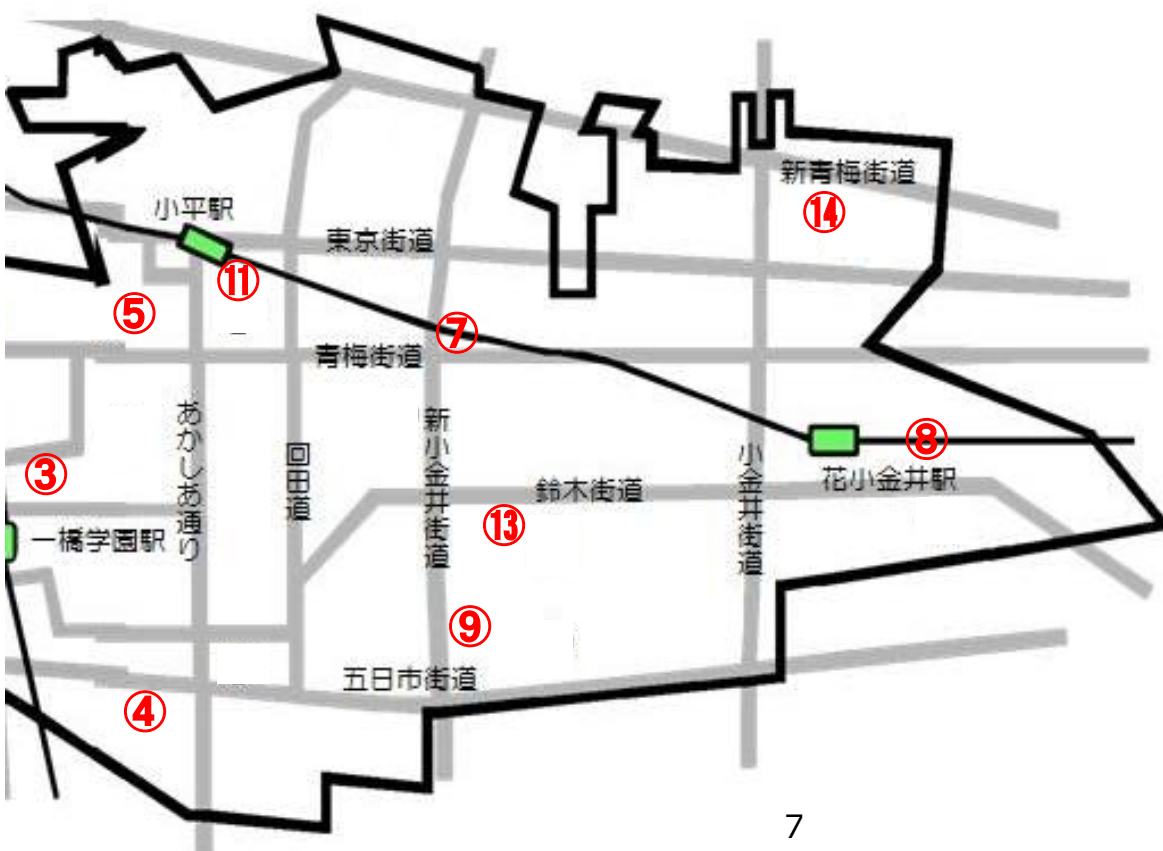 新青梅街道
⑭
小平駅
東京街道
⑪
⑤
⑦
青梅街道
あかしあ通り
回田道
新小金井街道
小金井街道
⑧
花小金井駅
③
鈴木街道
⑬
一橋学園駅
⑨
五日市街道
④
7